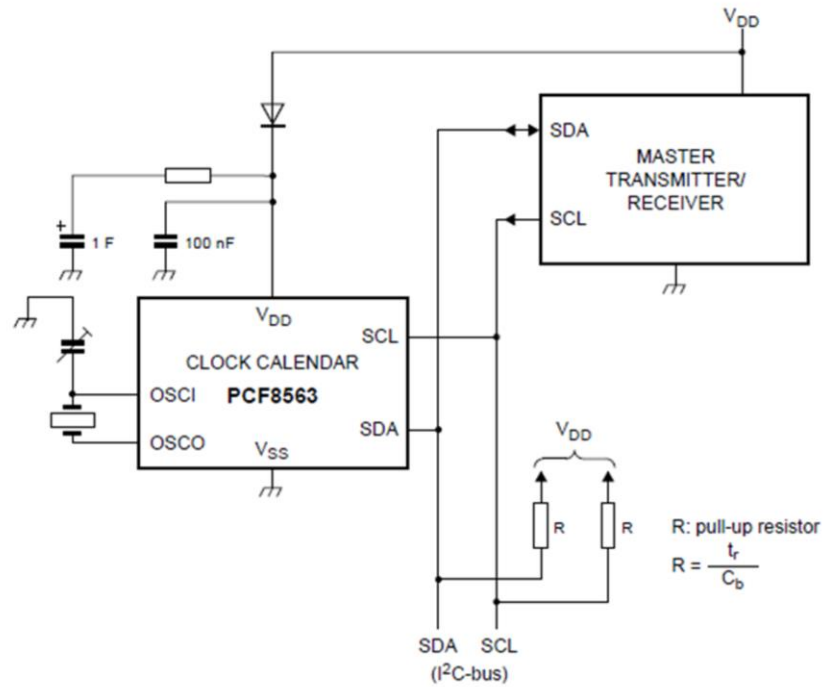 VDD
SDA
MASTER
TRANSMITTER/
RECEIVER
SCL
+
1 F
100 nF
VDD
SCL
CLOCK CALENDAR
OSCI
PCF8563
OSCO
SDA
VSS
VDD
R
R
R: pull-up resistor
R = tr / Cb
SDA SCL
(I²C-bus)